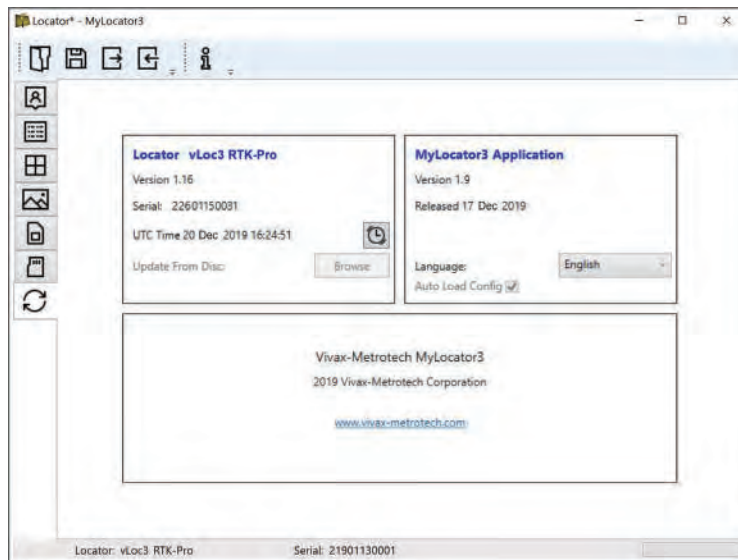 Locator* - MyLocator3
Locator vLoc3 RTK-Pro
Version 1.16
Serial: 22601150031
UTC Time 20 Dec 2019 16:24:51
Update From Disc:
Browse
MyLocator3 Application
Version 1.9
Released 17 Dec 2019
Language:
English
Auto Load Config
Vivax-Metrotech MyLocator3
2019 Vivax-Metrotech Corporation
www.vivax-metrotech.com
Locator: vLoc3 RTK-Pro
Serial: 21901130001